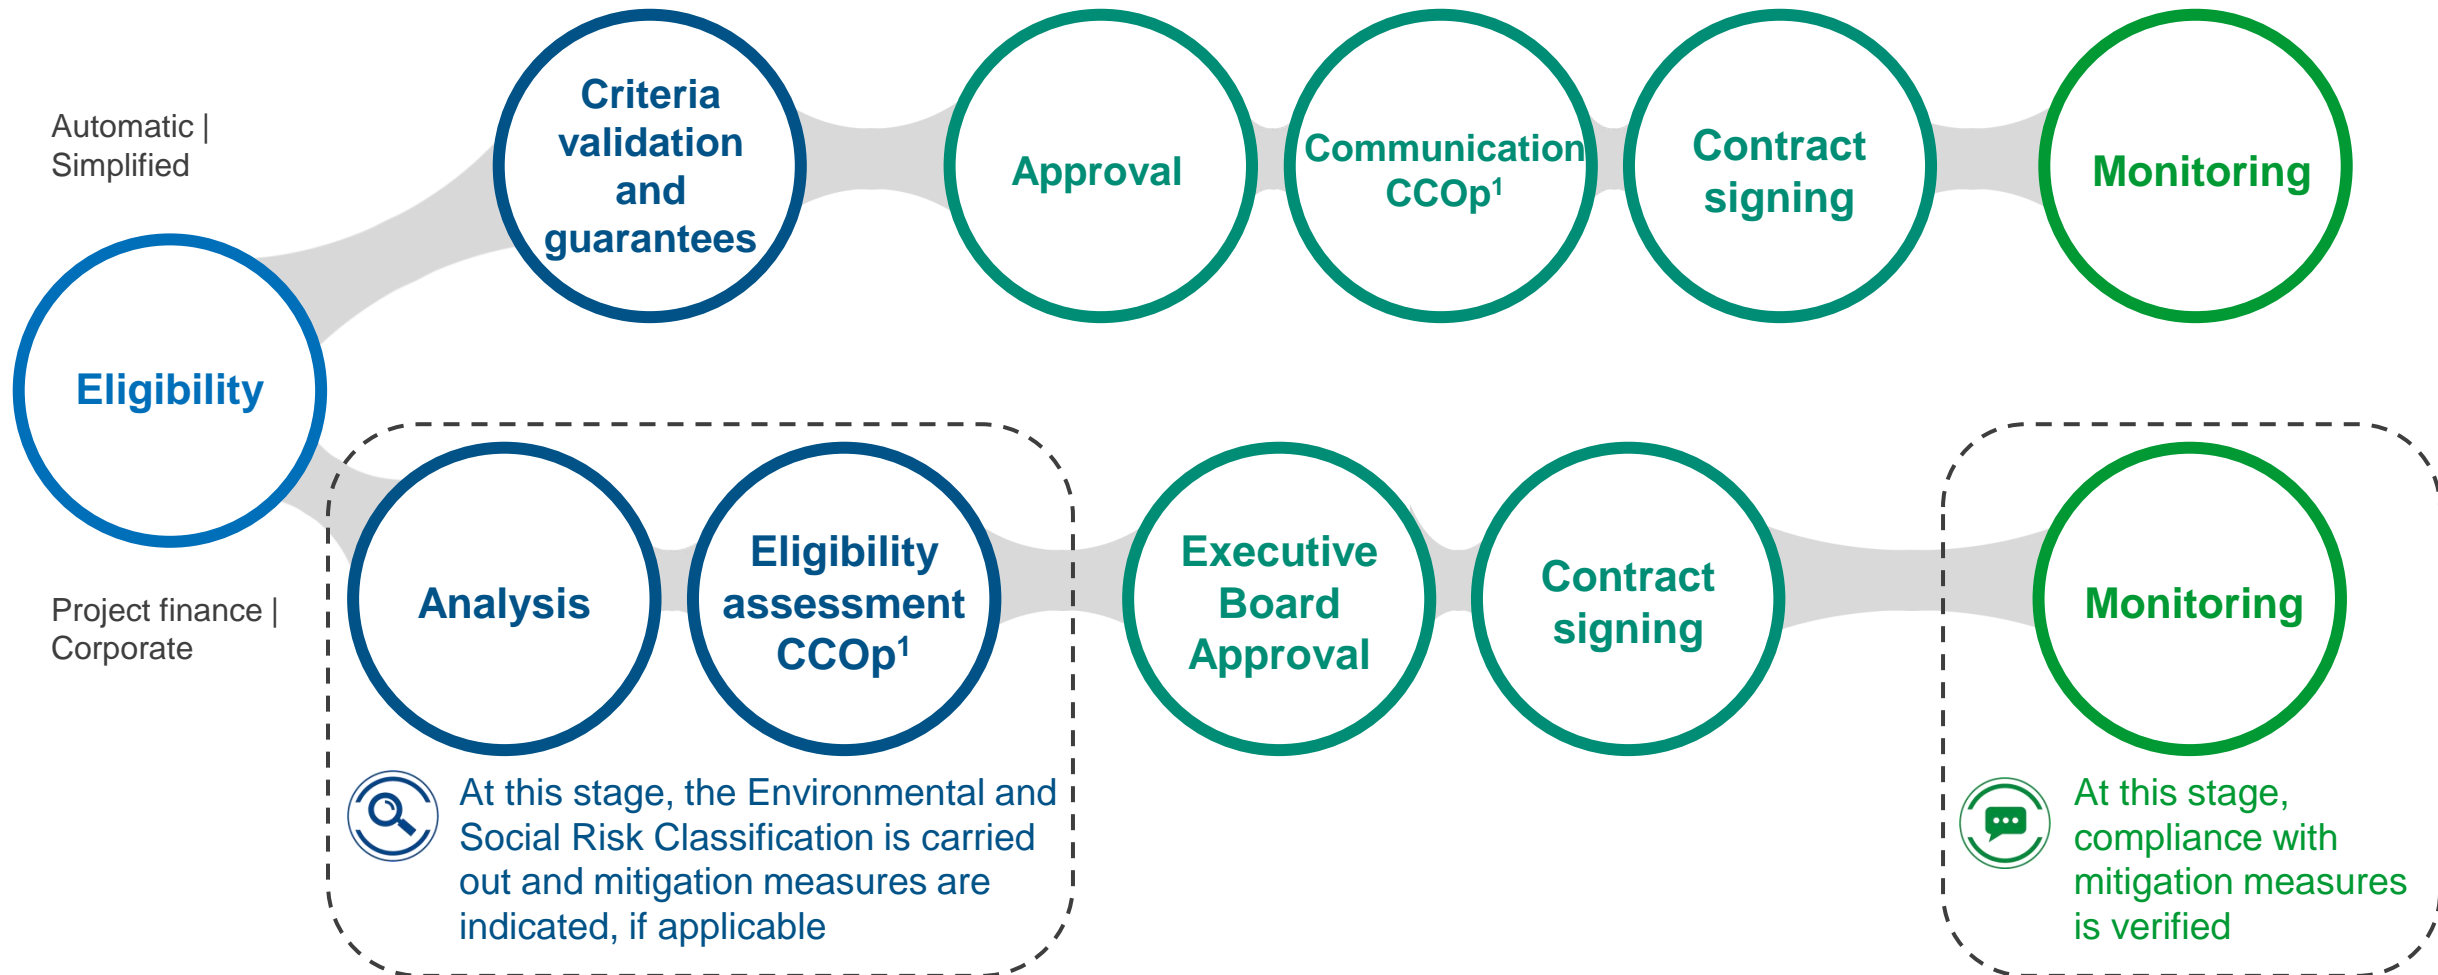 Automatic |
Simplified
Criteria
validation
and
guarantees
Approval
Communication
CCOp¹
Contract
signing
Monitoring
Eligibility
Project finance |
Corporate
Analysis
Eligibility
assessment
CCOp¹
Executive
Board
Approval
Contract
signing
Monitoring
At this stage, the Environmental and
Social Risk Classification is carried
out and mitigation measures are
indicated, if applicable
At this stage,
compliance with
mitigation measures
is verified